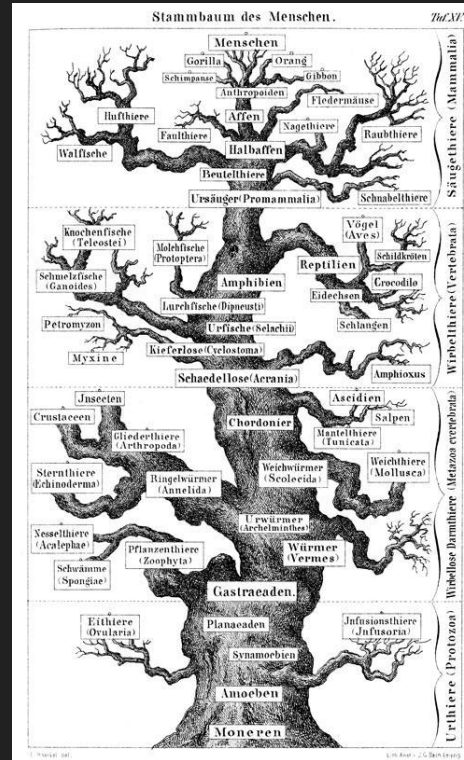 Stammbaum des Menschen.
Taf. XV.
Menschen
Gorilla
Orang
Schimpanse
Gibbon
Anthropoiden
Affen
Fledermäuse
Hufthiere
Faulthiere
Nagethiere
Raubthiere
Walfische
Halbaffen
Beutelthiere
Ursäuger (Promammalia)
Schnabelthiere
Säugethiere (Mammalia)
Knochenfische
(Teleostei)
Molchfische
(Protoptera)
Vögel
(Aves)
Schildkröten
Schmelzfische
(Ganoides)
Amphibien
Reptilien
Crocodile
Eidechsen
Lurchfische (Dipneusti)
Schlangen
Petromyzon
Urfische (Selachii)
Myxine
Kieferlose (Cyclostoma)
Amphioxus
Schaedellose (Acrania)
Wirbelthiere (Vertebrata)
Jnsecten
Ascidien
Crustaceen
Chordonier
Salpen
Gliederthiere
(Arthropoda)
Mantelthiere
(Tunicata)
Sternthiere
(Echinoderma)
Ringelwürmer
(Annelida)
Weichwürmer
(Scolecida)
Weichthiere
(Mollusca)
Urwürmer
(Archelminthes)
Nesselthiere
(Acalephae)
Pflanzenthiere
(Zoophyta)
Würmer
(Vermes)
Schwämme
(Spongiae)
Gastraeaden.
Wirbellose Darmthiere (Metazoa evertebrata)
Eithiere
(Ovularia)
Planaeaden
Jnfusionsthiere
(Jnfusoria)
Synamoebien
Amoeben
Moneren
Urthiere (Protozoa)